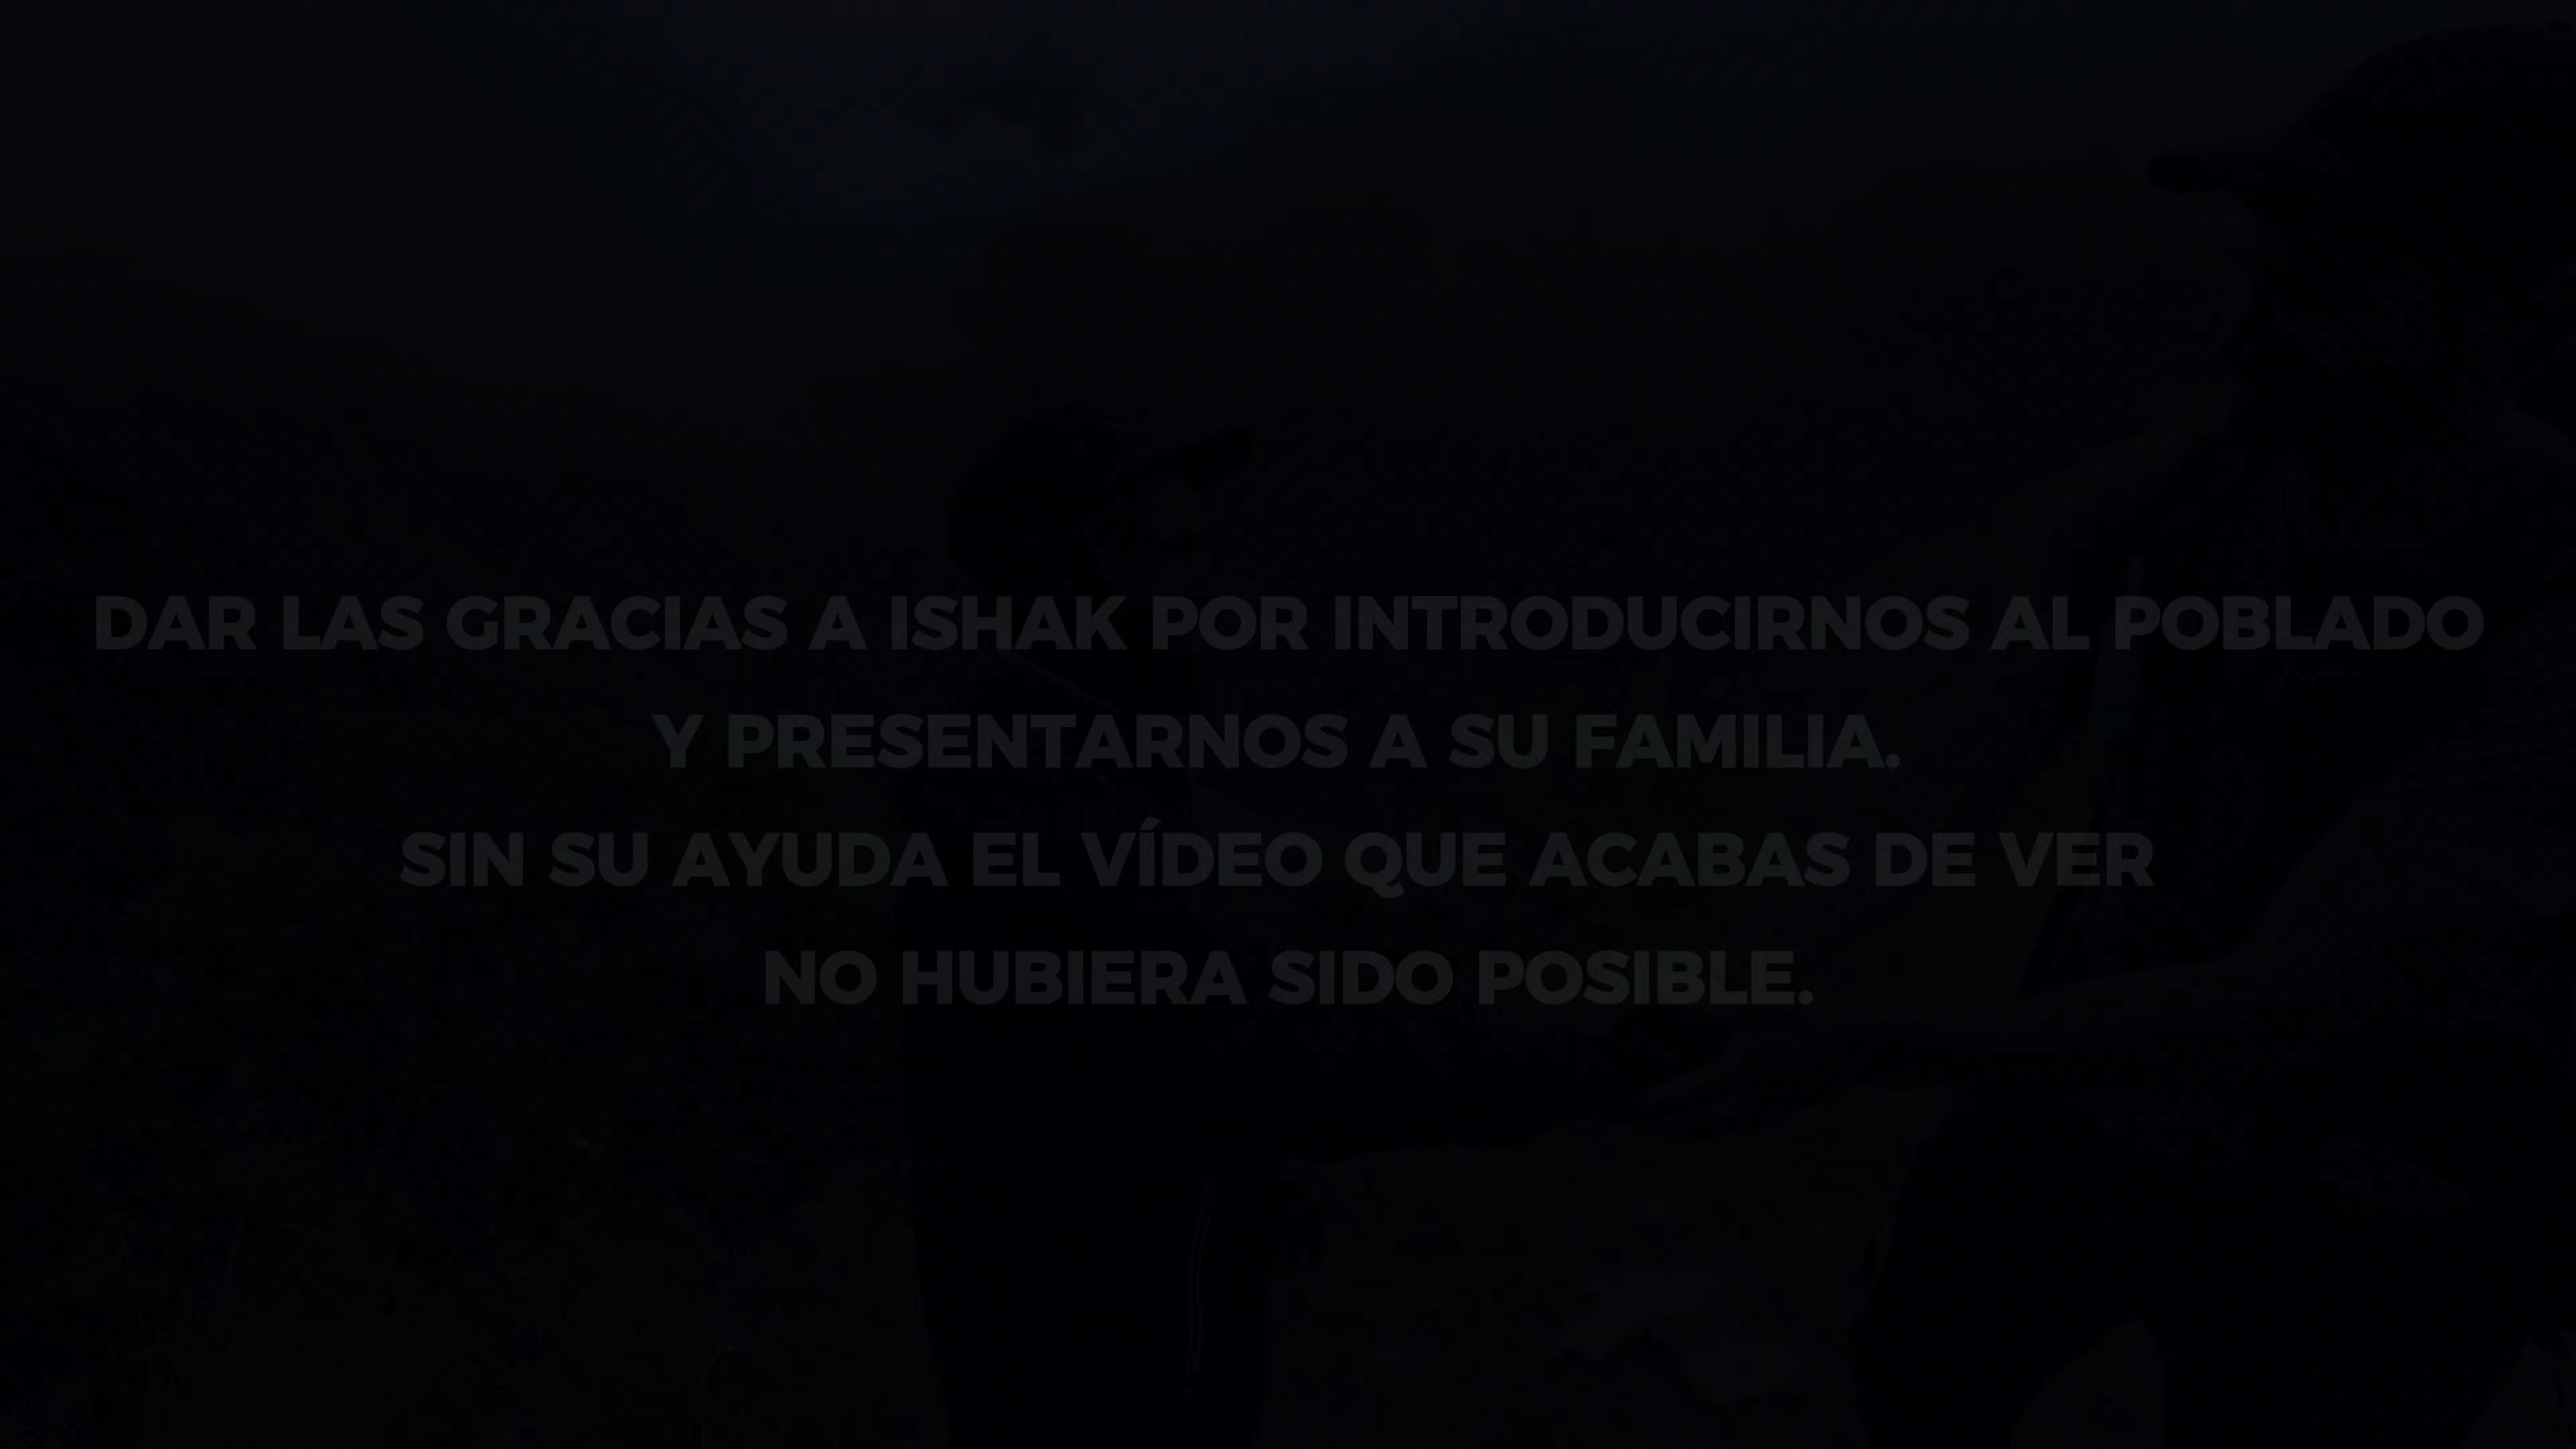 DAR LAS GRACIAS A ISHAK POR INTRODUCIRNOS AL POBLADO
Y PRESENTARNOS A SU FAMILIA.
SIN SU AYUDA EL VÍDEO QUE ACABAS DE VER
NO HUBIERA SIDO POSIBLE.